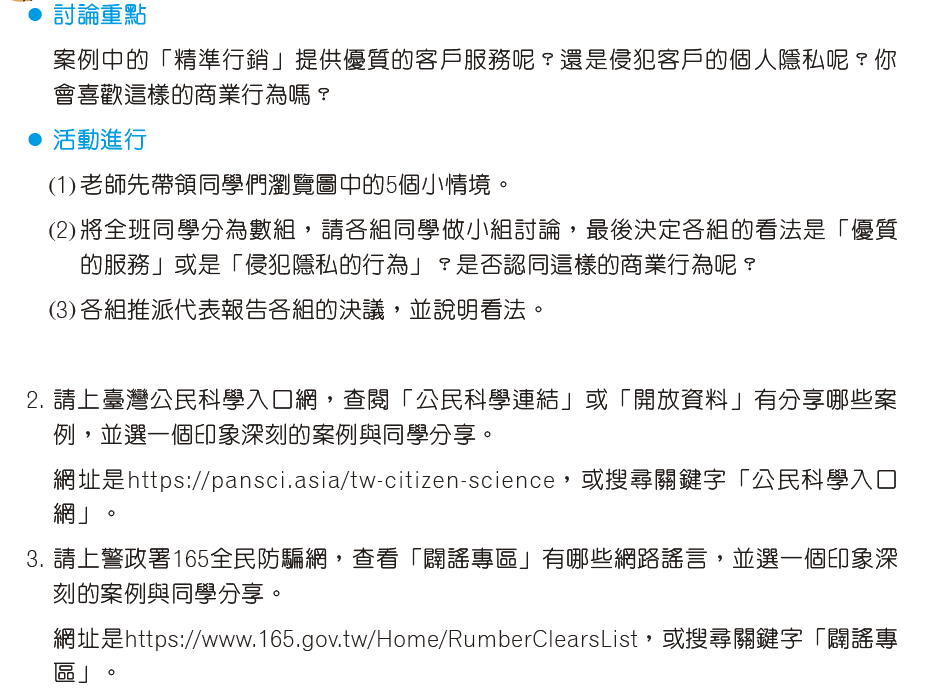 ● 討論重點
案例中的「精準行銷」提供優質的客戶服務呢？還是侵犯客戶的個人隱私呢？你
會喜歡這樣的商業行為嗎？
● 活動進行
(1)老師先帶領同學們瀏覽圖中的5個小情境。
(2)將全班同學分為數組，請各組同學做小組討論，最後決定各組的看法是「優質
的服務」或是「侵犯隱私的行為」？是否認同這樣的商業行為呢？
(3)各組推派代表報告各組的決議，並說明看法。
2. 請上臺灣公民科學入口網，查閱「公民科學連結」或「開放資料」有分享哪些案
例，並選一個印象深刻的案例與同學分享。
網址是https://pansci.asia/tw-citizen-science，或搜尋關鍵字「公民科學入口
網」。
3. 請上警政署165全民防騙網，查看「闢謠專區」有哪些網路謠言，並選一個印象深
刻的案例與同學分享。
網址是https://www.165.gov.tw/Home/RumberClearsList，或搜尋關鍵字「闢謠專
區」。